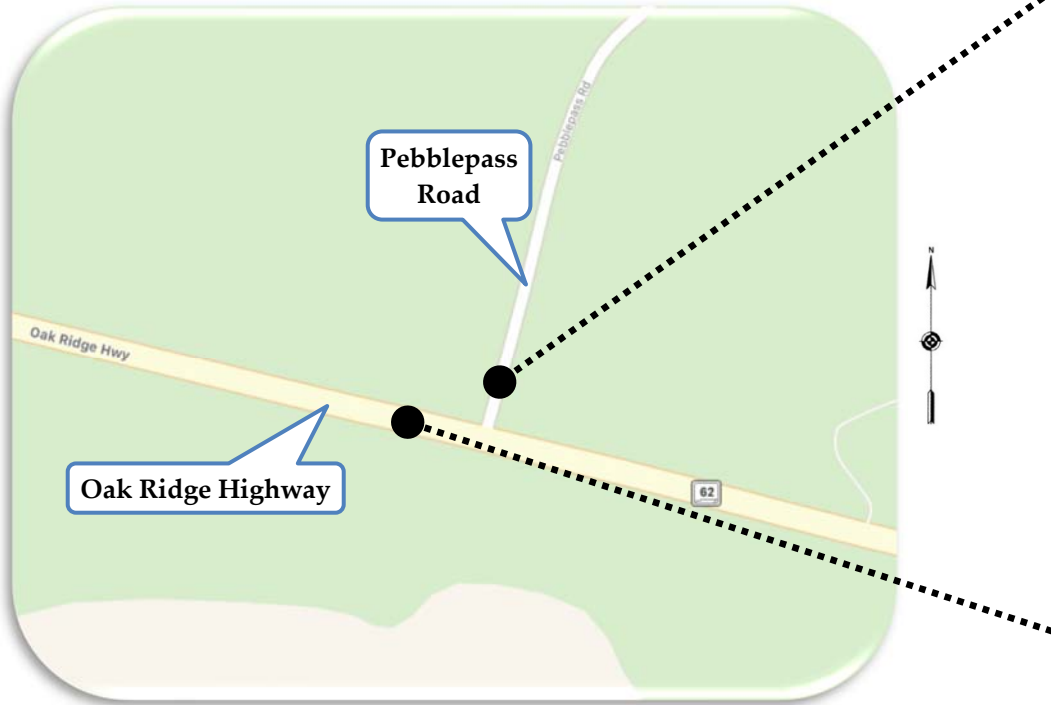 Pebblepass
Road
Pebblepass Rd
N
Oak Ridge Hwy
Oak Ridge Highway
62